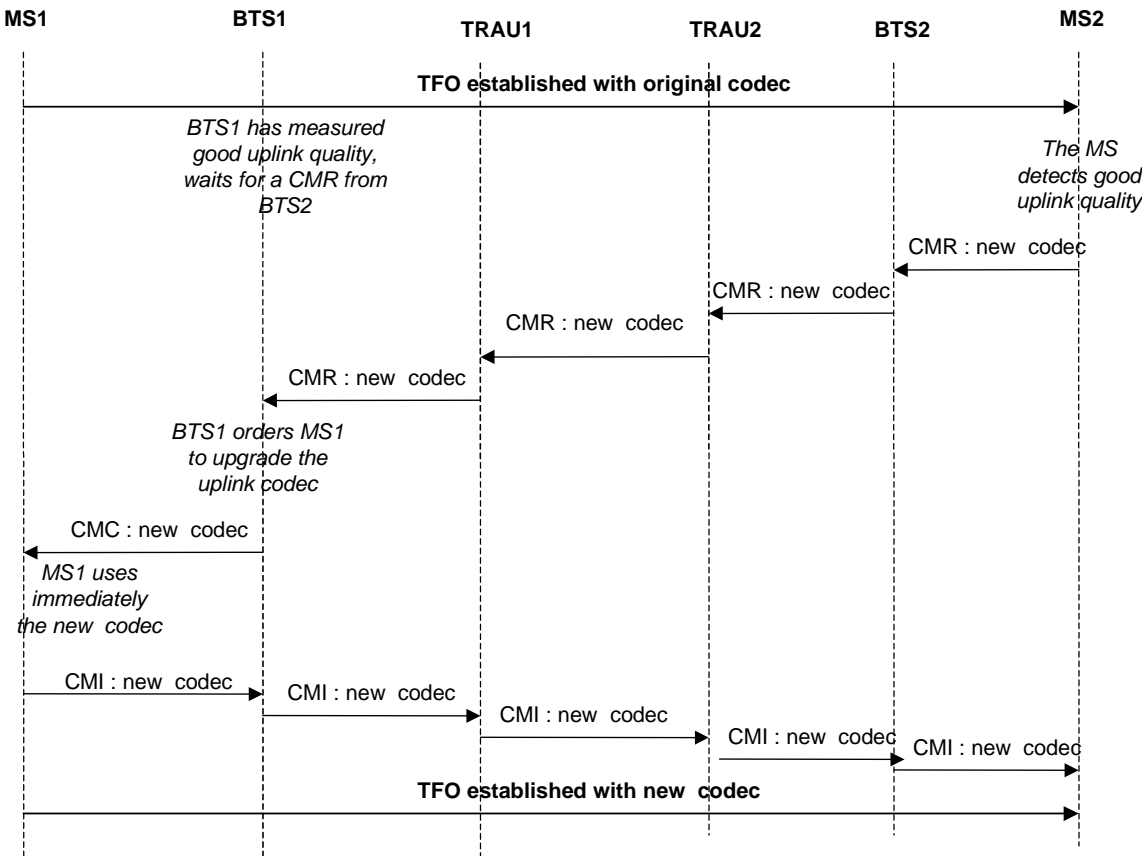 MS1
BTS1
TRAU1
TRAU2
BTS2
MS2
TFO established with original codec
BTS1 has measured
good uplink quality,
waits for a CMR from
BTS2
The MS
detects good
uplink quality
CMR : new codec
CMR : new codec
CMR : new codec
CMR : new codec
BTS1 orders MS1
to upgrade the
uplink codec
CMC : new codec
MS1 uses
immediately
the new codec
CMI : new codec
CMI : new codec
CMI : new codec
CMI : new codec
CMI : new codec
TFO established with new codec